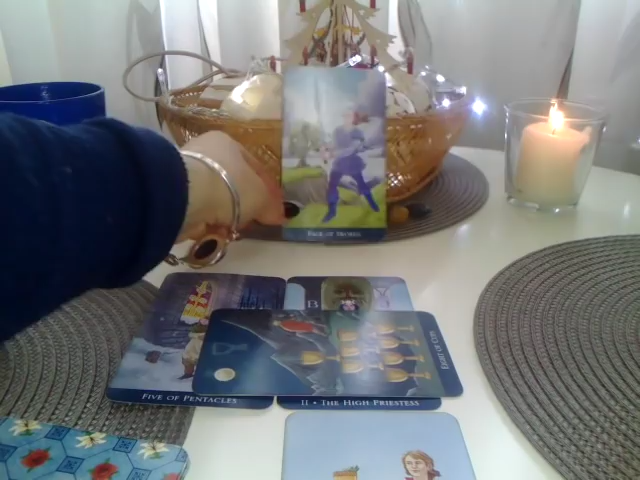 PAGE OF SWORDS
B
EIGHT OF CUPS
FIVE OF PENTACLES
II • THE HIGH PRIESTESS